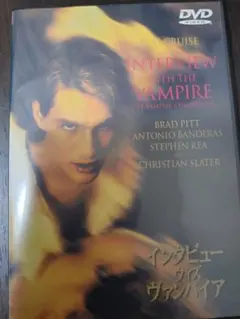 DVD
VIDEO
CRUISE
INTERVIEW
WITH THE
VAMPIRE
BRAD PITT
ANTONIO BANDERAS
STEPHEN REA
CHRISTIAN SLATER
インタビュー
ウィズ
ヴァンパイア